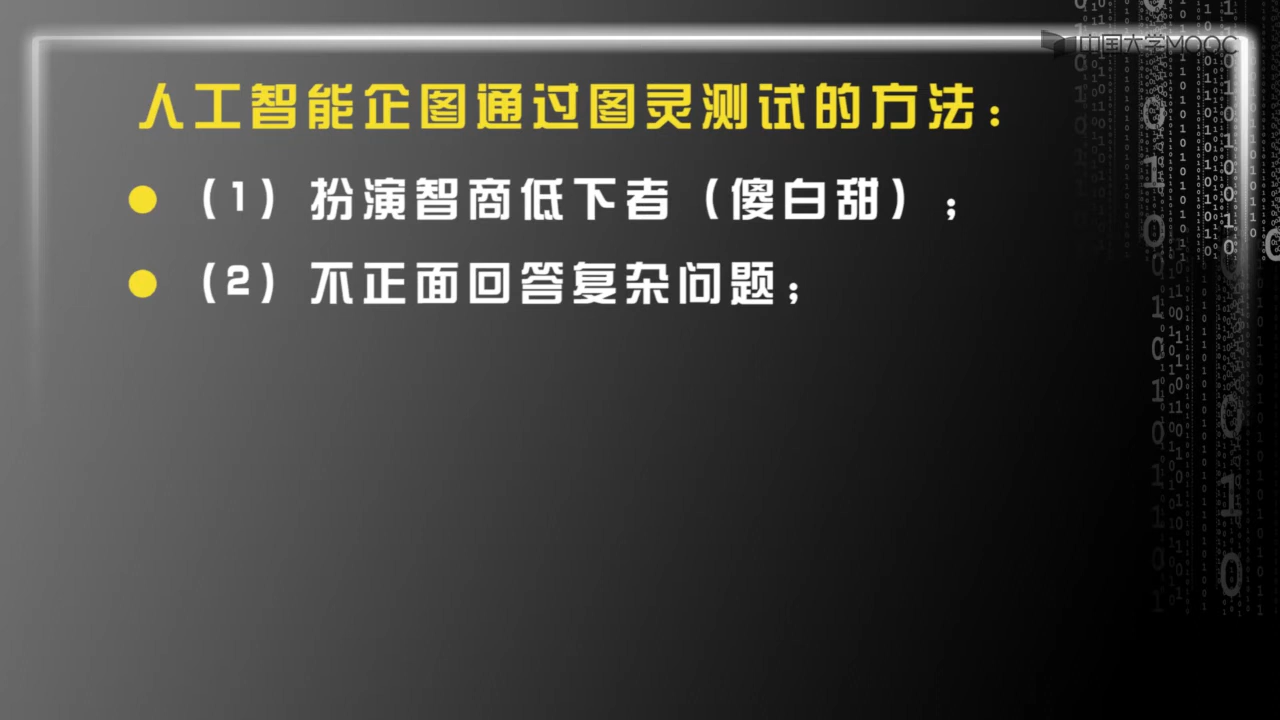 中国大学MOOC
人工智能企图通过图灵测试的方法：
（1）扮演智商低下者（傻白甜）；
（2）不正面回答复杂问题；